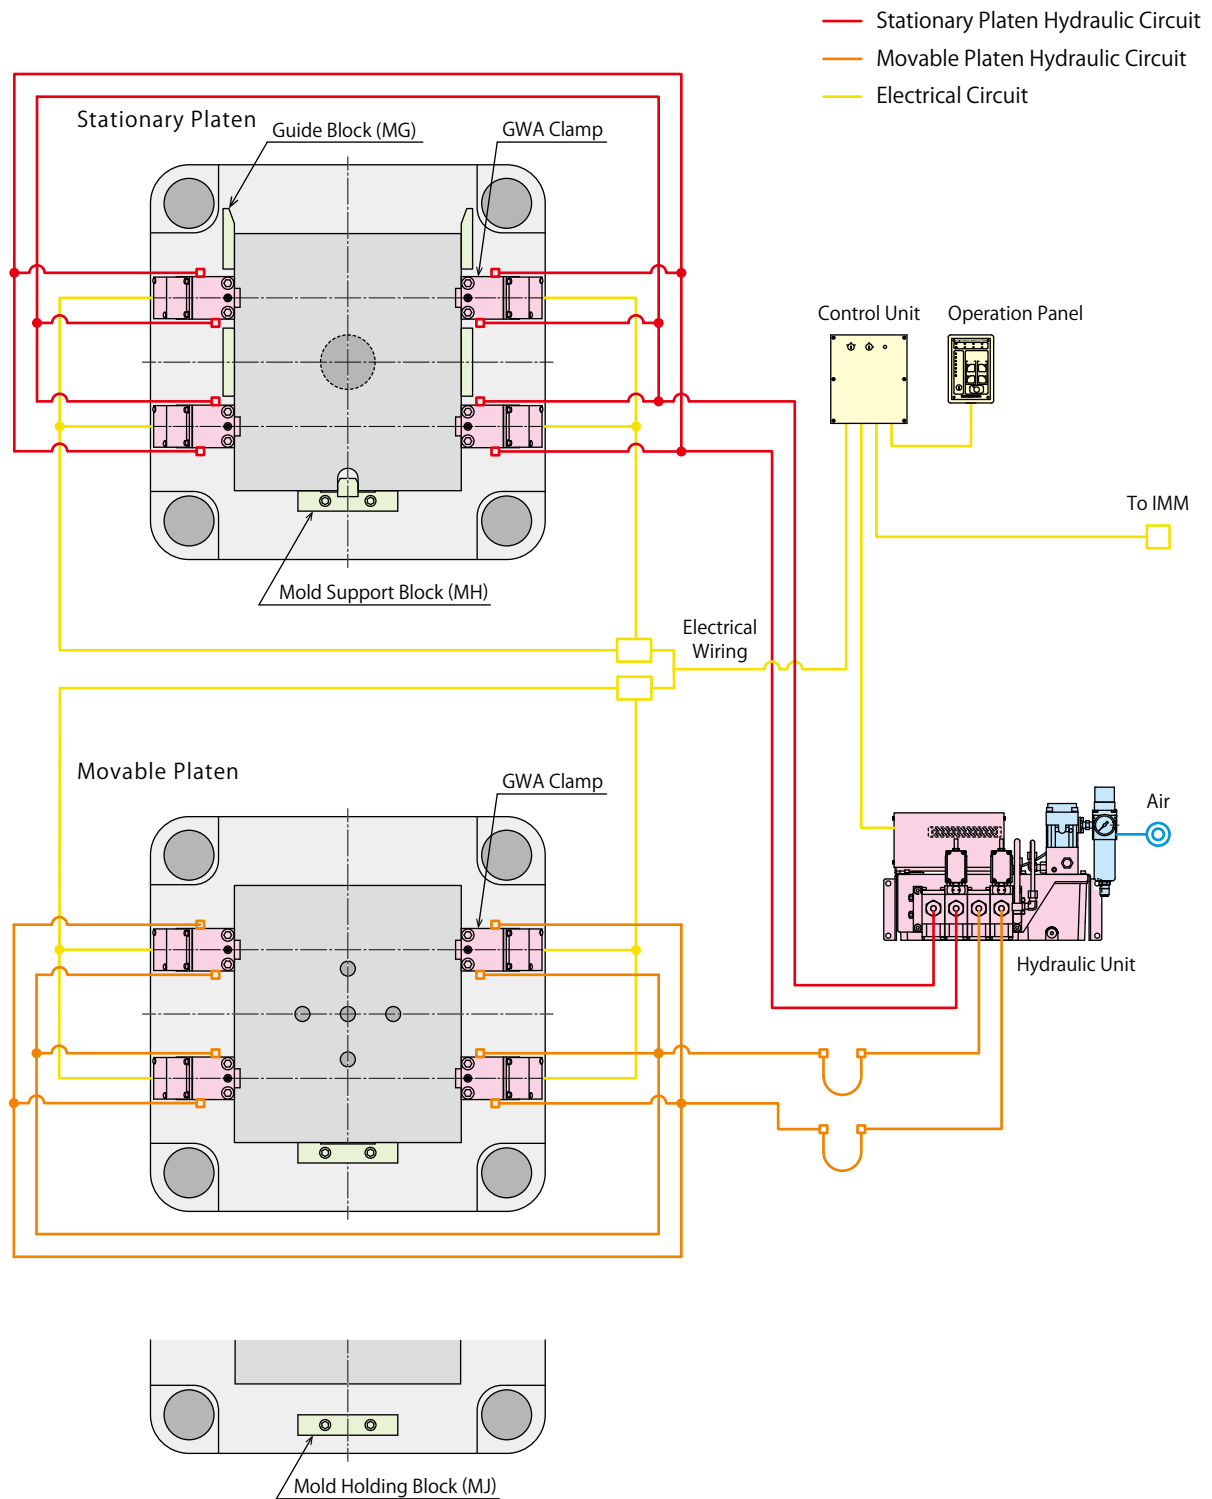 Stationary Platen Hydraulic Circuit
Movable Platen Hydraulic Circuit
Electrical Circuit
Stationary Platen
Guide Block (MG)
GWA Clamp
Control Unit
Operation Panel
To IMM
Mold Support Block (MH)
Electrical
Wiring
Movable Platen
GWA Clamp
Air
Hydraulic Unit
Mold Holding Block (MJ)